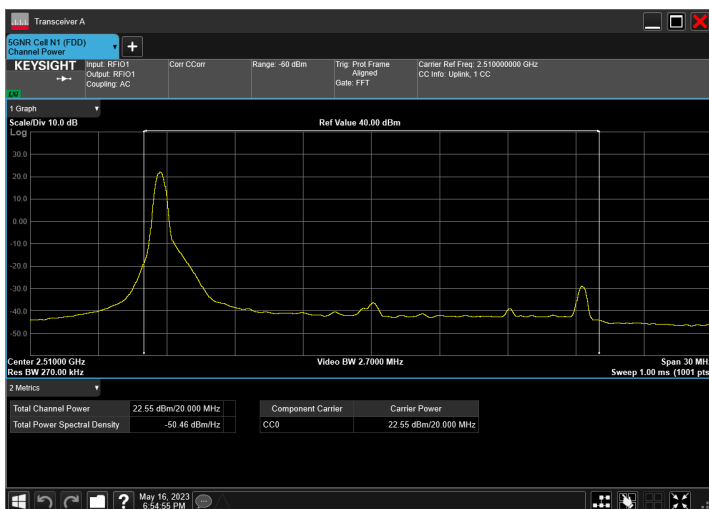 Transceiver A
5GNR Cell N1 (FDD)
Channel Power
KEYSIGHT
LXI
Input: RFIO1
Output: RFIO1
Coupling: AC
Corr CCorr
Range: -60 dBm
Trig: Prot Frame
Aligned
Gate: FFT
Carrier Ref Freq: 2.510000000 GHz
CC Info: Uplink, 1 CC
1 Graph
Scale/Div 10.0 dB
Ref Value 40.00 dBm
Log
30.0
20.0
10.0
0.00
-10.0
-20.0
-30.0
-40.0
-50.0
Center 2.51000 GHz
Video BW 2.7000 MHz
Span 30 MH
Res BW 270.00 kHz
Sweep 1.00 ms (1001 pts
2 Metrics
Total Channel Power 22.55 dBm/20.000 MHz
Total Power Spectral Density -50.46 dBm/Hz
Component Carrier Carrier Power
CC0 22.55 dBm/20.000 MHz
May 16, 2023
6:54:55 PM